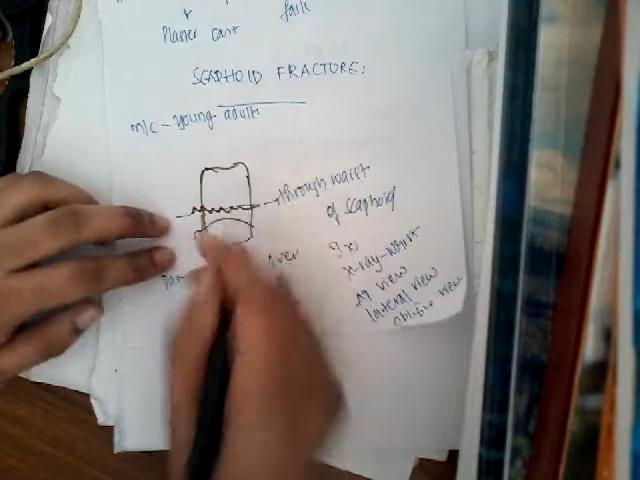 Plaster cast
SCAPHOID FRACTURE:
m/c - young adult
through waist
of scaphoid
X-ray - wrist
AP view
lateral view
oblique view